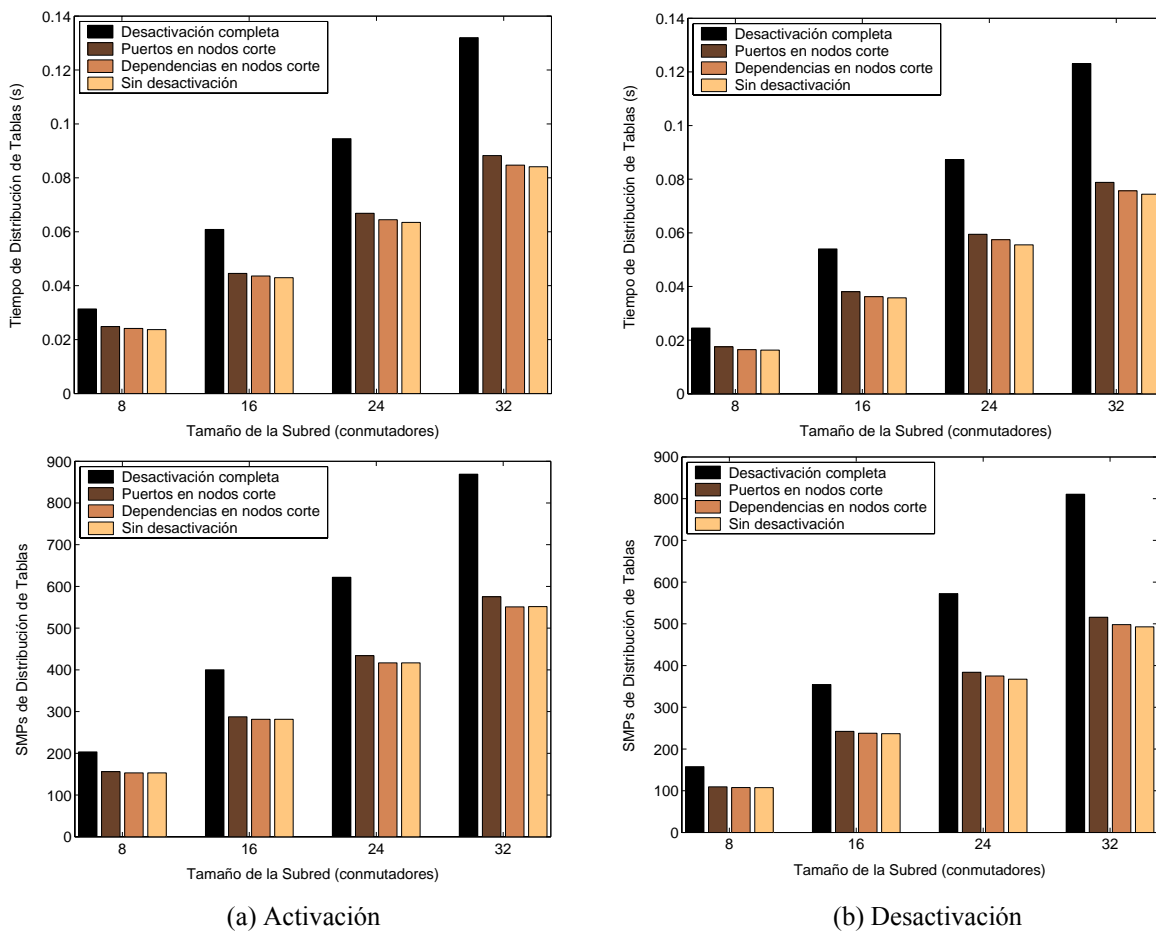 0.14
0.12
0.1
0.08
0.06
0.04
0.02
0
Tiempo de Distribución de Tablas (s)
Desactivación completa
Puertos en nodos corte
Dependencias en nodos corte
Sin desactivación
8 16 24 32
Tamaño de la Subred (conmutadores)
0.14
0.12
0.1
0.08
0.06
0.04
0.02
0
Tiempo de Distribución de Tablas (s)
Desactivación completa
Puertos en nodos corte
Dependencias en nodos corte
Sin desactivación
8 16 24 32
Tamaño de la Subred (conmutadores)
900
800
700
600
500
400
300
200
100
0
SMPs de Distribución de Tablas
Desactivación completa
Puertos en nodos corte
Dependencias en nodos corte
Sin desactivación
8 16 24 32
Tamaño de la Subred (conmutadores)
900
800
700
600
500
400
300
200
100
0
SMPs de Distribución de Tablas
Desactivación completa
Puertos en nodos corte
Dependencias en nodos corte
Sin desactivación
8 16 24 32
Tamaño de la Subred (conmutadores)
(a) Activación
(b) Desactivación